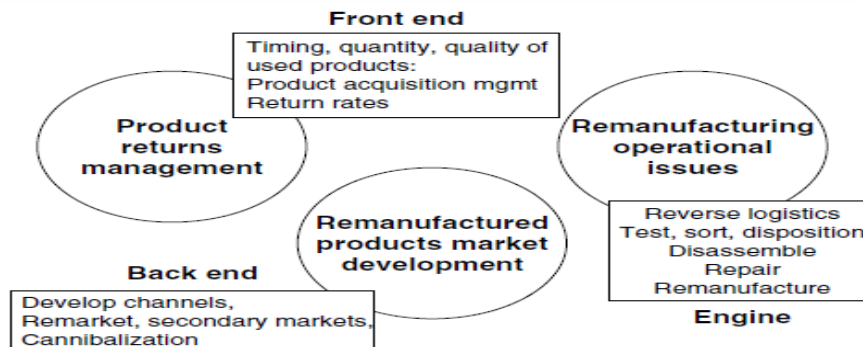 Front end
Timing, quantity, quality of
used products:
Product acquisition mgmt
Return rates
Product
returns
management
Remanufacturing
operational
issues
Remanufactured
products market
development
Reverse logistics
Test, sort, disposition
Disassemble
Repair
Remanufacture
Engine
Back end
Develop channels,
Remarket, secondary markets,
Cannibalization